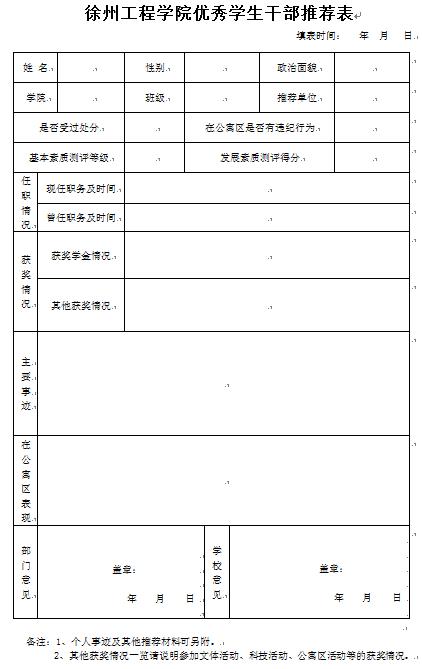 徐州工程学院优秀学生干部推荐表
填表时间： 年 月 日
姓 名 性别 政治面貌
学院 班级 推荐单位
是否受过处分 在公寓区是否有违纪行为
基本素质测评等级 发展素质测评得分
任职情况
现任职务及时间
曾任职务及时间
获奖情况
获奖学金情况
其他获奖情况
主要事迹
在公寓区表现
部门意见
盖章：
年 月 日
学校意见
盖章：
年 月 日
备注：1、个人事迹及其他推荐材料可另附。
2、其他获奖情况一览请说明参加文体活动、科技活动、公寓区活动等的获奖情况。